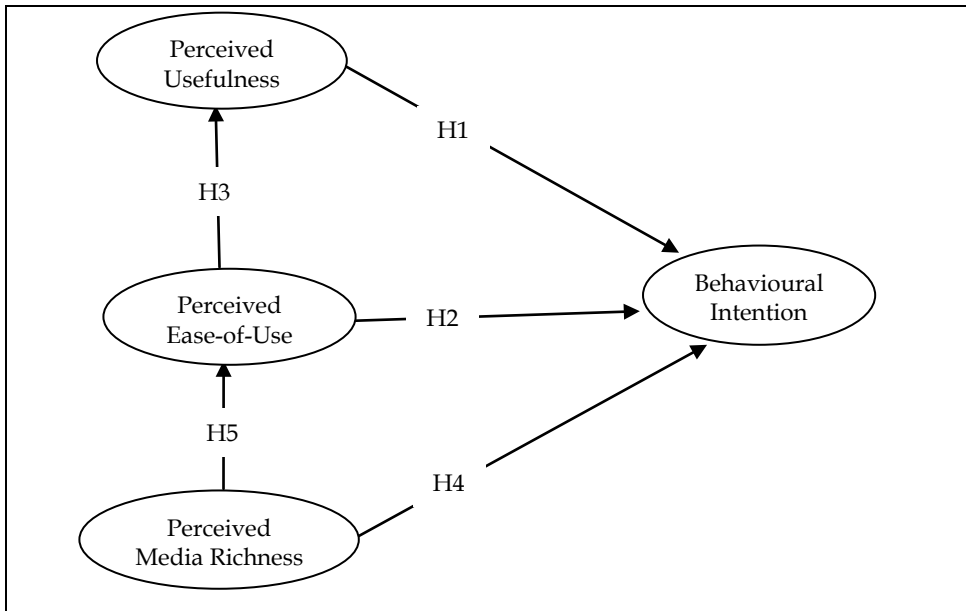 Perceived
Usefulness
H1
H3
Behavioural
Intention
Perceived
Ease-of-Use
H2
H5
H4
Perceived
Media Richness